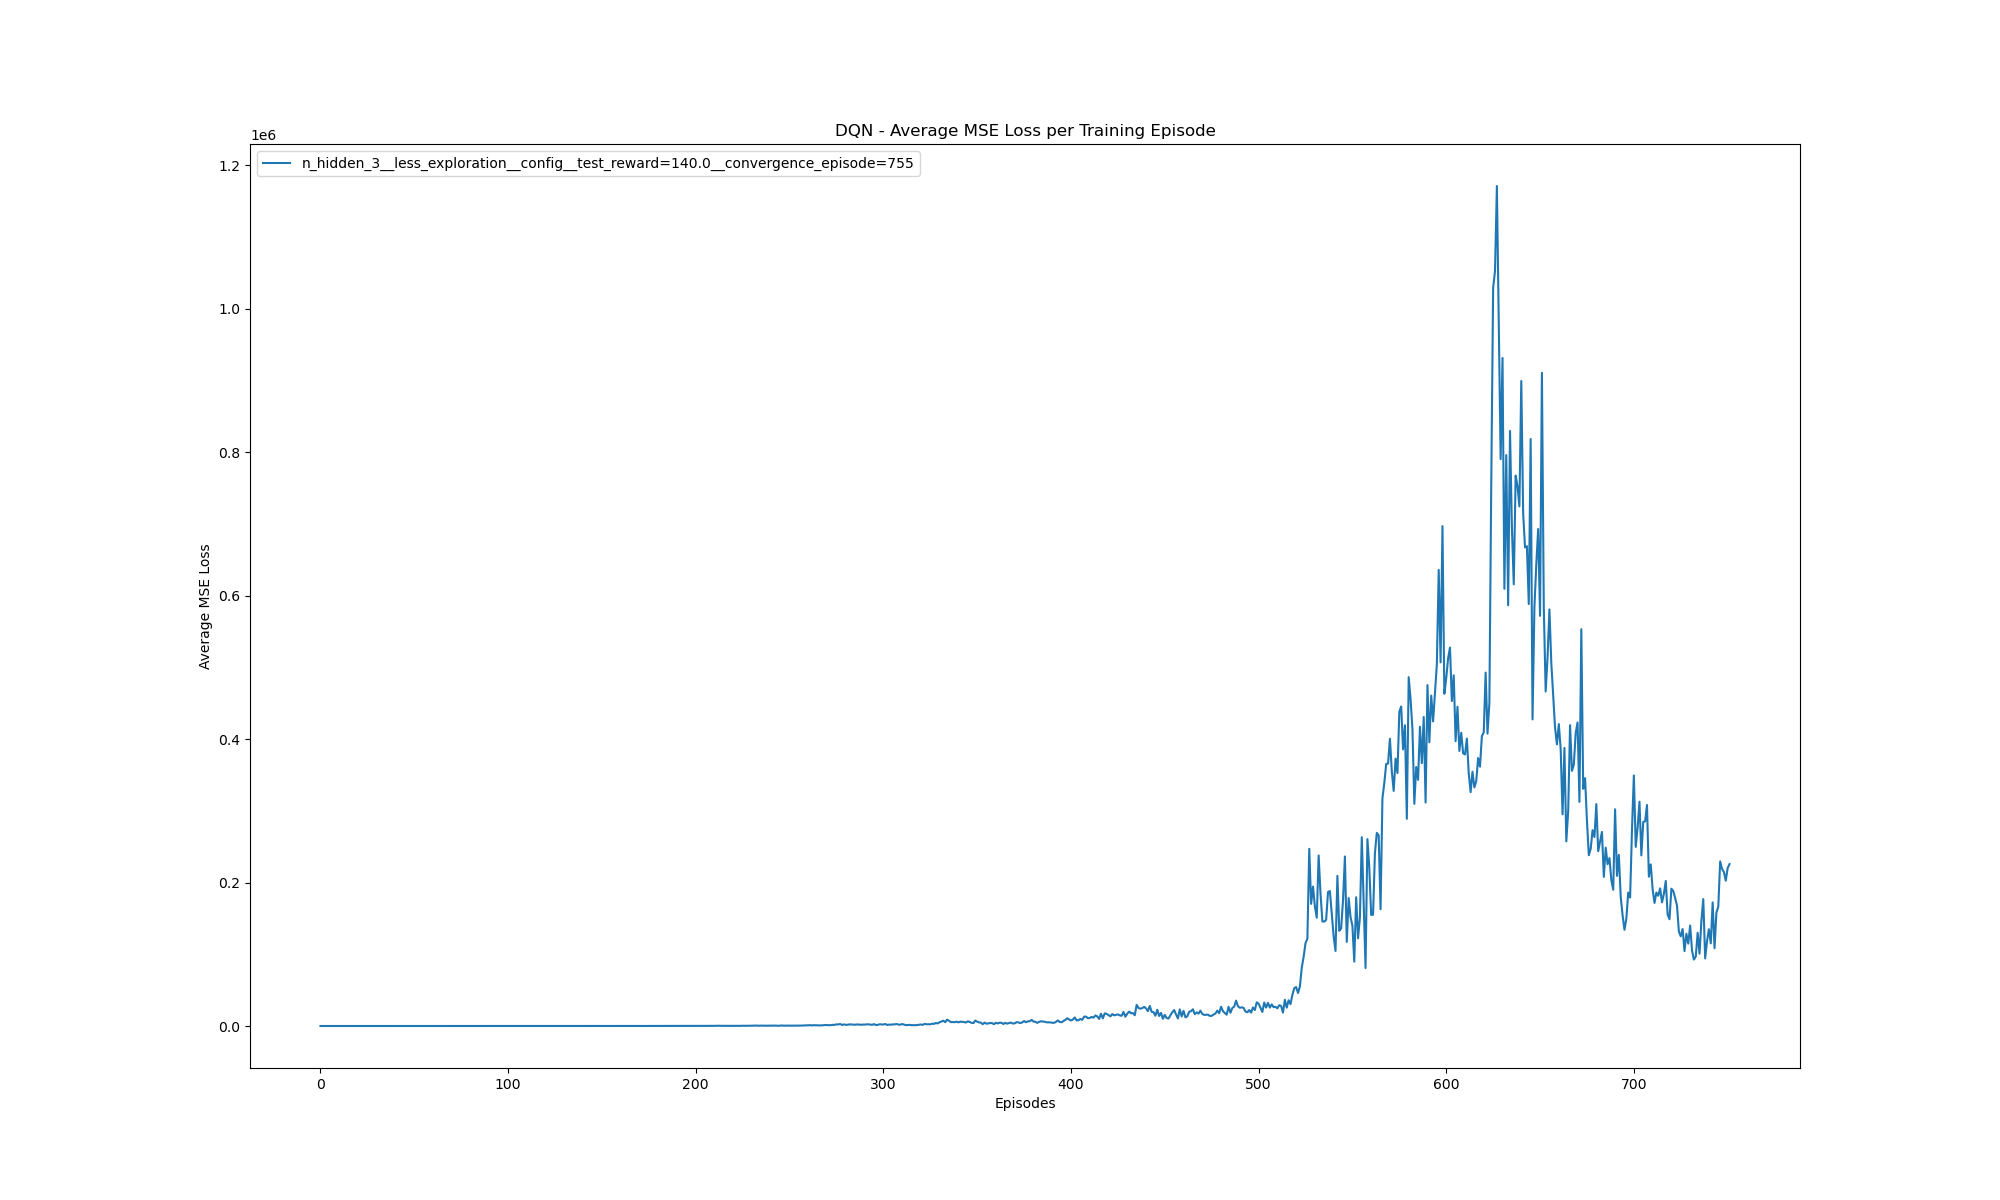 DQN - Average MSE Loss per Training Episode
1e6
n_hidden_3__less_exploration__config__test_reward=140.0__convergence_episode=755
1.2
1.0
0.8
0.6
0.4
0.2
0.0
Average MSE Loss
0 100 200 300 400 500 600 700
Episodes